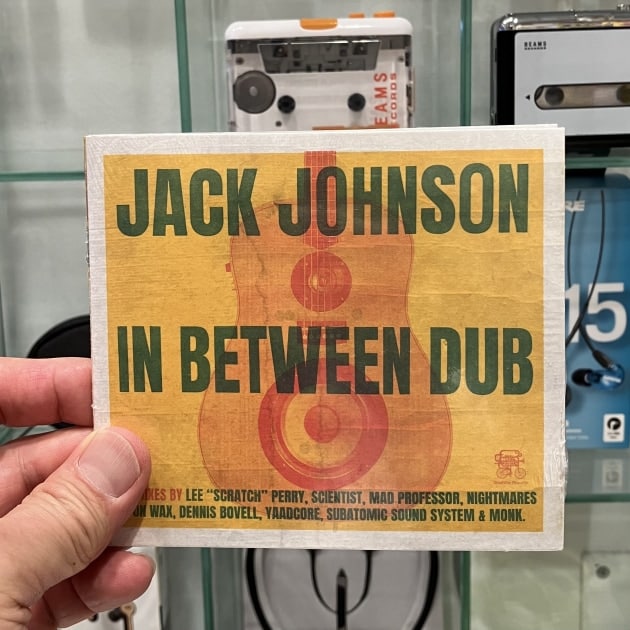 BEAMS
JACK JOHNSON
IN BETWEEN DUB
BY LEE “SCRATCH” PERRY, SCIENTIST, MAD PROFESSOR, NIGHTMARES
ON WAX, DENNIS BOVELL, YAADCORE, SUBATOMIC SOUND SYSTEM & MONK.
15